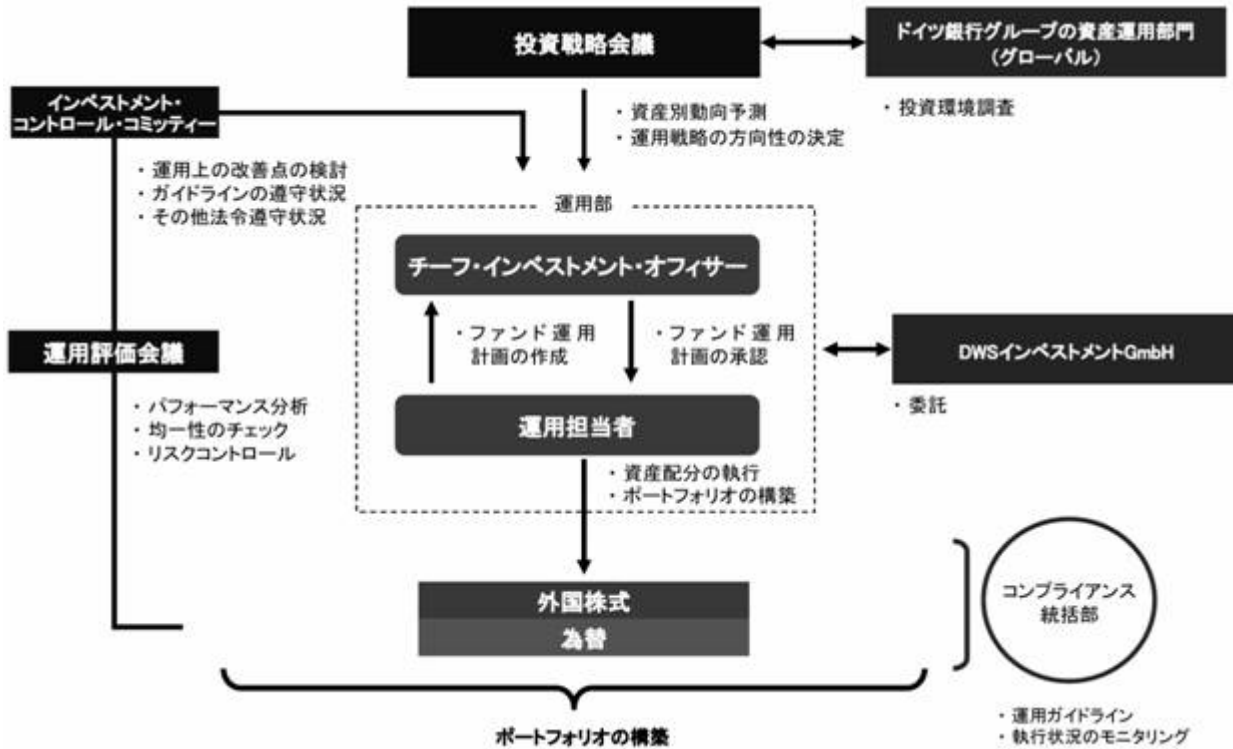 投資戦略会議
ドイツ銀行グループの資産運用部門
(グローバル)
・投資環境調査
・資産別動向予測
・運用戦略の方向性の決定
インベストメント・
コントロール・コミッティー
・運用上の改善点の検討
・ガイドラインの遵守状況
・その他法令遵守状況
運用部
チーフ・インベストメント・オフィサー
・ファンド運用
計画の作成
・ファンド運用
計画の承認
運用評価会議
・パフォーマンス分析
・均一性のチェック
・リスクコントロール
DWSインベストメントGmbH
・委託
運用担当者
・資産配分の執行
・ポートフォリオの構築
外国株式
為替
コンプライアンス
統括部
・運用ガイドライン
・執行状況のモニタリング
ポートフォリオの構築